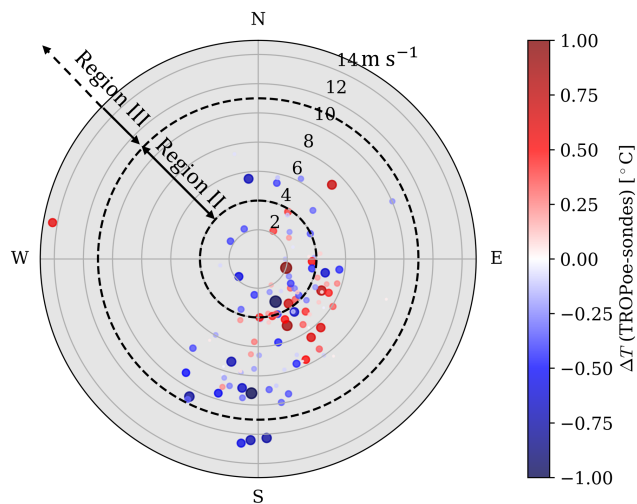 N
14 m s⁻¹
12
10
8
6
4
2
Region III
Region II
W
E
S
1.00
0.75
0.50
0.25
0.00
−0.25
−0.50
−0.75
−1.00
ΔT (TROPoe-sondes) [°C]